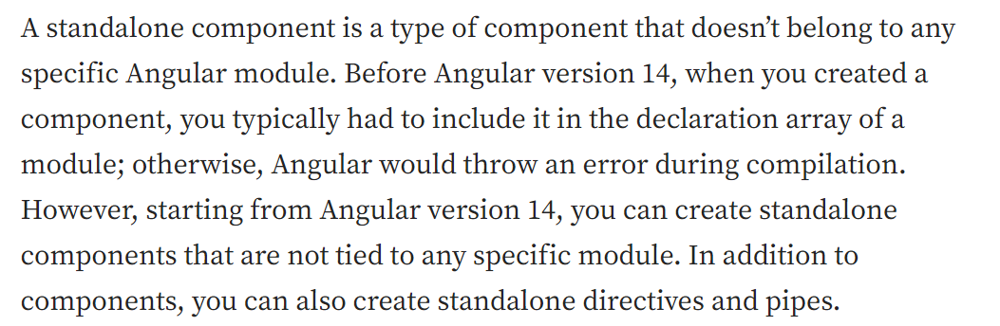 A standalone component is a type of component that doesn’t belong to any
specific Angular module. Before Angular version 14, when you created a
component, you typically had to include it in the declaration array of a
module; otherwise, Angular would throw an error during compilation.
However, starting from Angular version 14, you can create standalone
components that are not tied to any specific module. In addition to
components, you can also create standalone directives and pipes.